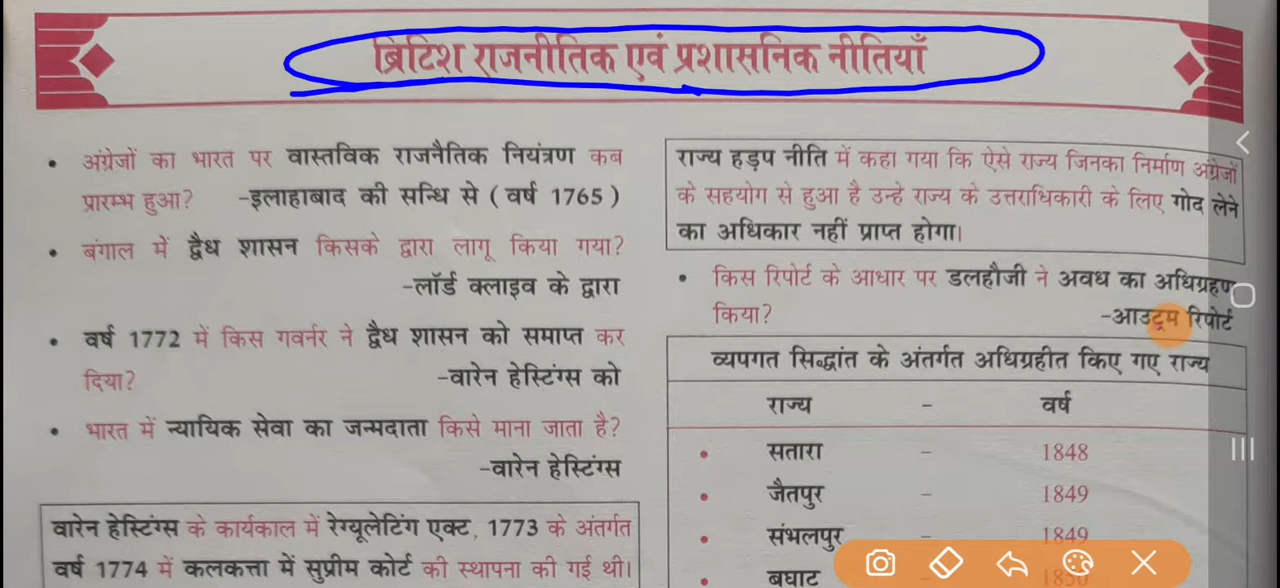 ब्रिटिश राजनीतिक एवं प्रशासनिक नीतियाँ
• अंग्रेजों का भारत पर वास्तविक राजनैतिक नियंत्रण कब
प्रारम्भ हुआ? -इलाहाबाद की सन्धि से ( वर्ष 1765 )
• बंगाल में द्वैध शासन किसके द्वारा लागू किया गया?
-लॉर्ड क्लाइव के द्वारा
• वर्ष 1772 में किस गवर्नर ने द्वैध शासन को समाप्त कर
दिया? -वारेन हेस्टिंग्स को
• भारत में न्यायिक सेवा का जन्मदाता किसे माना जाता है?
-वारेन हेस्टिंग्स
वारेन हेस्टिंग्स के कार्यकाल में रेग्यूलेटिंग एक्ट, 1773 के अंतर्गत
वर्ष 1774 में कलकत्ता में सुप्रीम कोर्ट की स्थापना की गई थी।
राज्य हड़प नीति में कहा गया कि ऐसे राज्य जिनका निर्माण अंग्रेजों
के सहयोग से हुआ है उन्हे राज्य के उत्तराधिकारी के लिए गोद लेने
का अधिकार नहीं प्राप्त होगा।
• किस रिपोर्ट के आधार पर डलहौजी ने अवध का अधिग्रहण
किया? -आउट्रम रिपोर्ट
व्यपगत सिद्धांत के अंतर्गत अधिग्रहीत किए गए राज्य
राज्य - वर्ष
• सतारा - 1848
• जैतपुर - 1849
• संभलपुर - 1849
• बघाट - 1850